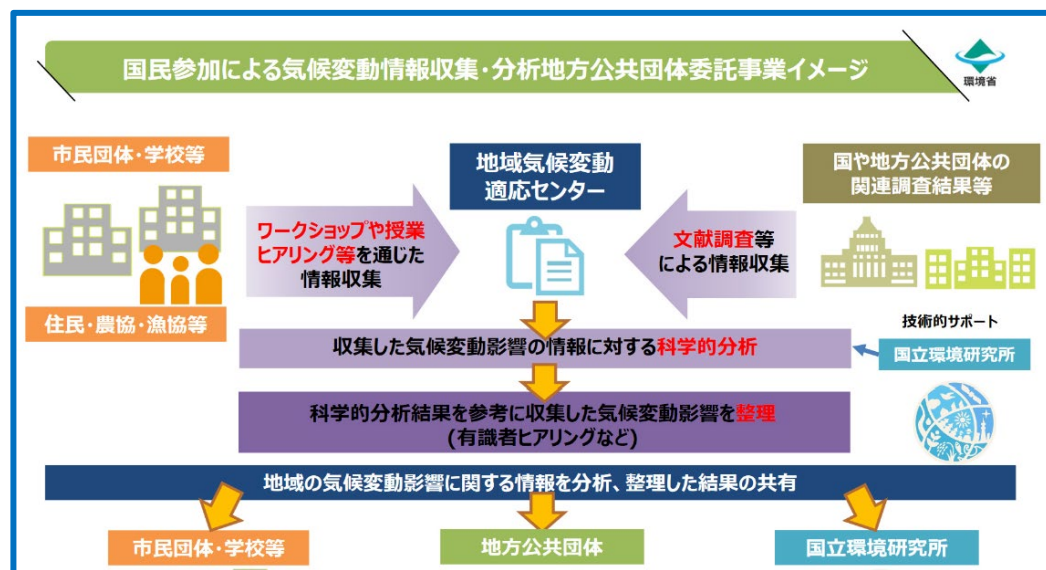 国民参加による気候変動情報収集・分析地方公共団体委託事業イメージ
環境省
市民団体・学校等
地域気候変動
適応センター
国や地方公共団体の
関連調査結果等
ワークショップや授業
ヒアリング等を通じた
情報収集
文献調査等
による情報収集
住民・農協・漁協等
技術的サポート
収集した気候変動影響の情報に対する科学的分析
国立環境研究所
科学的分析結果を参考に収集した気候変動影響を整理
(有識者ヒアリングなど)
地域の気候変動影響に関する情報を分析、整理した結果の共有
市民団体・学校等
地方公共団体
国立環境研究所